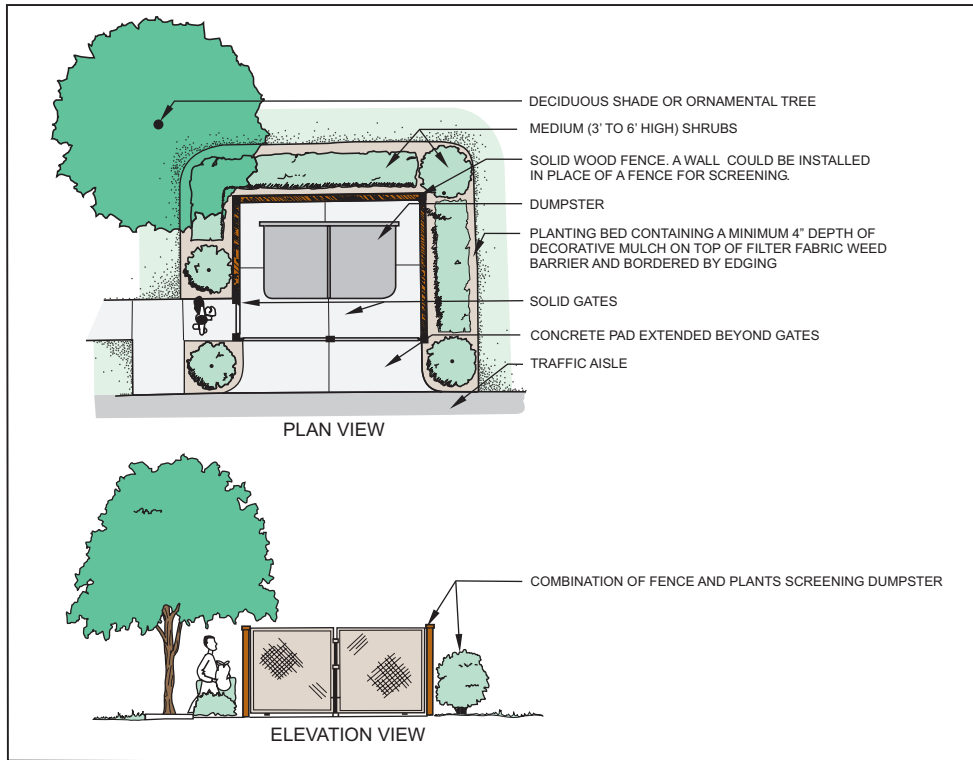 DECIDUOUS SHADE OR ORNAMENTAL TREE
MEDIUM (3’ TO 6’ HIGH) SHRUBS
SOLID WOOD FENCE. A WALL COULD BE INSTALLED
IN PLACE OF A FENCE FOR SCREENING.
DUMPSTER
PLANTING BED CONTAINING A MINIMUM 4” DEPTH OF
DECORATIVE MULCH ON TOP OF FILTER FABRIC WEED
BARRIER AND BORDERED BY EDGING
SOLID GATES
CONCRETE PAD EXTENDED BEYOND GATES
TRAFFIC AISLE
PLAN VIEW
COMBINATION OF FENCE AND PLANTS SCREENING DUMPSTER
ELEVATION VIEW